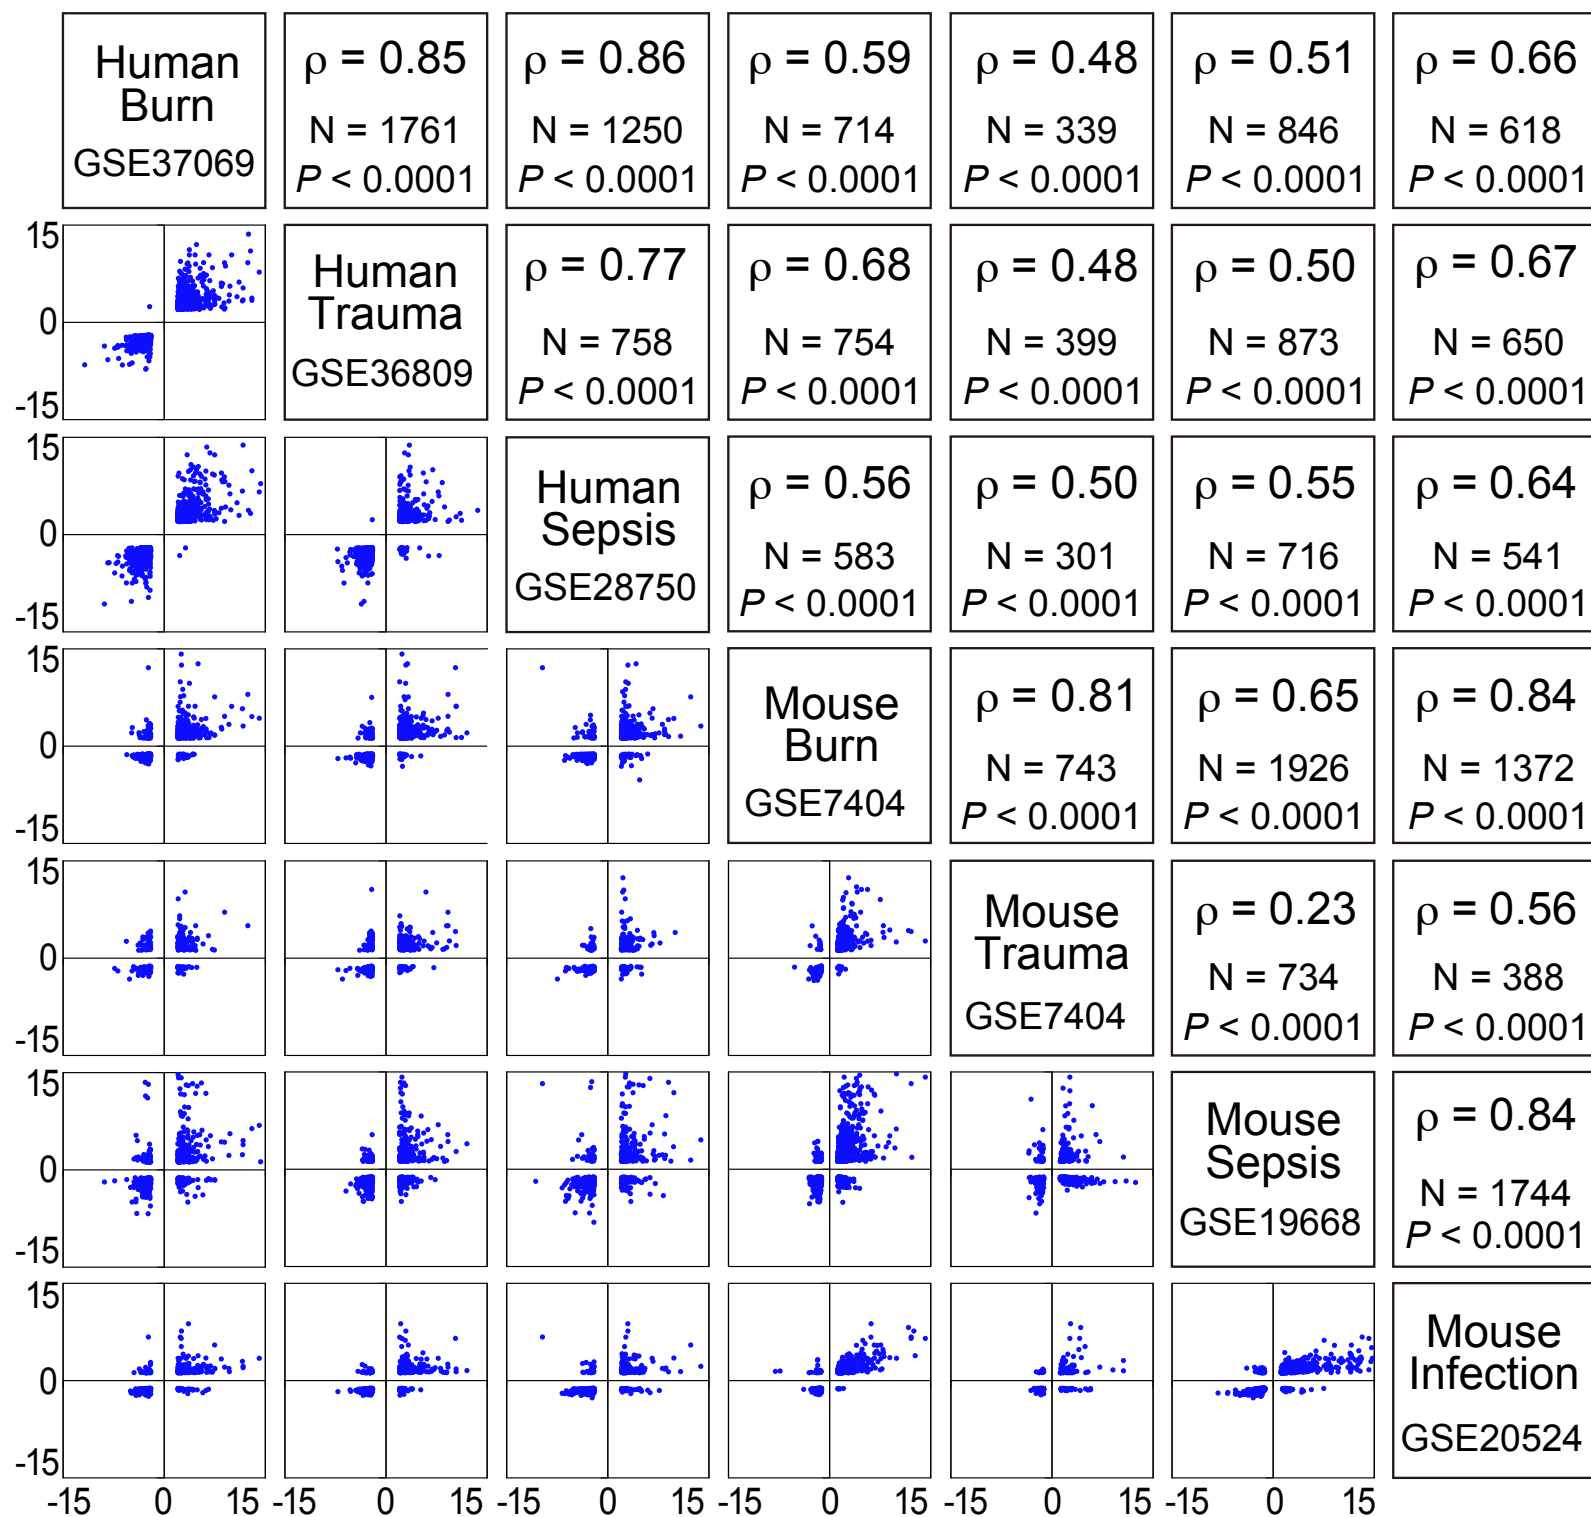 Human
Burn
GSE37069
ρ = 0.85
N = 1761
P < 0.0001
ρ = 0.86
N = 1250
P < 0.0001
ρ = 0.59
N = 714
P < 0.0001
ρ = 0.48
N = 339
P < 0.0001
ρ = 0.51
N = 846
P < 0.0001
ρ = 0.66
N = 618
P < 0.0001
15
0
-15
Human
Trauma
GSE36809
ρ = 0.77
N = 758
P < 0.0001
ρ = 0.68
N = 754
P < 0.0001
ρ = 0.48
N = 399
P < 0.0001
ρ = 0.50
N = 873
P < 0.0001
ρ = 0.67
N = 650
P < 0.0001
15
0
-15
Human
Sepsis
GSE28750
ρ = 0.56
N = 583
P < 0.0001
ρ = 0.50
N = 301
P < 0.0001
ρ = 0.55
N = 716
P < 0.0001
ρ = 0.64
N = 541
P < 0.0001
15
0
-15
Mouse
Burn
GSE7404
ρ = 0.81
N = 743
P < 0.0001
ρ = 0.65
N = 1926
P < 0.0001
ρ = 0.84
N = 1372
P < 0.0001
15
0
-15
Mouse
Trauma
GSE7404
ρ = 0.23
N = 734
P < 0.0001
ρ = 0.56
N = 388
P < 0.0001
15
0
-15
Mouse
Sepsis
GSE19668
ρ = 0.84
N = 1744
P < 0.0001
15
0
-15
Mouse
Infection
GSE20524
-15 0 15 -15 0 15 -15 0 15 -15 0 15 -15 0 15 -15 0 15